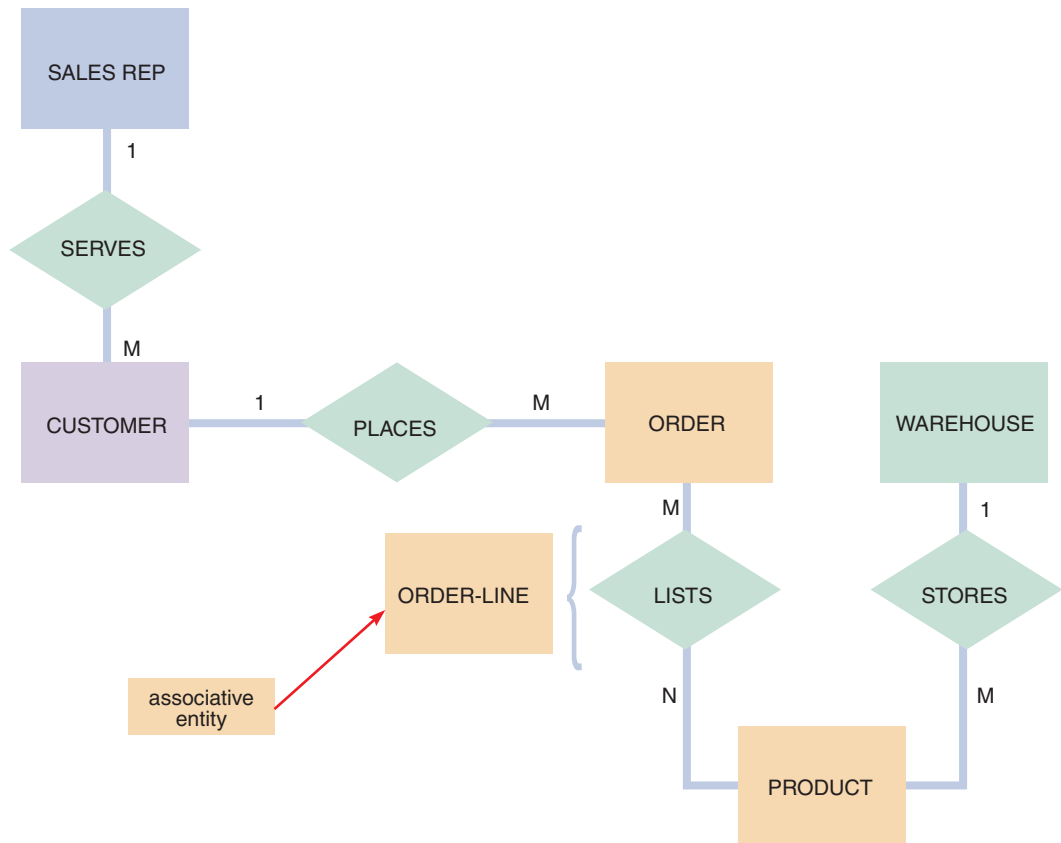 SALES REP
1
SERVES
M
CUSTOMER
1
PLACES
M
ORDER
WAREHOUSE
M
1
ORDER-LINE
LISTS
STORES
associative
entity
N
M
PRODUCT